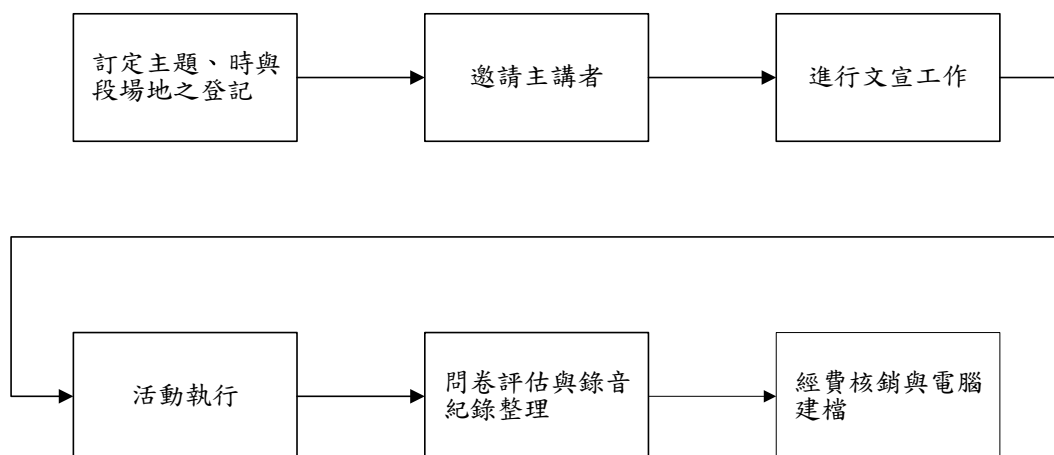 訂定主題、時與
段場地之登記
邀請主講者
進行文宣工作
活動執行
問卷評估與錄音
紀錄整理
經費核銷與電腦
建檔